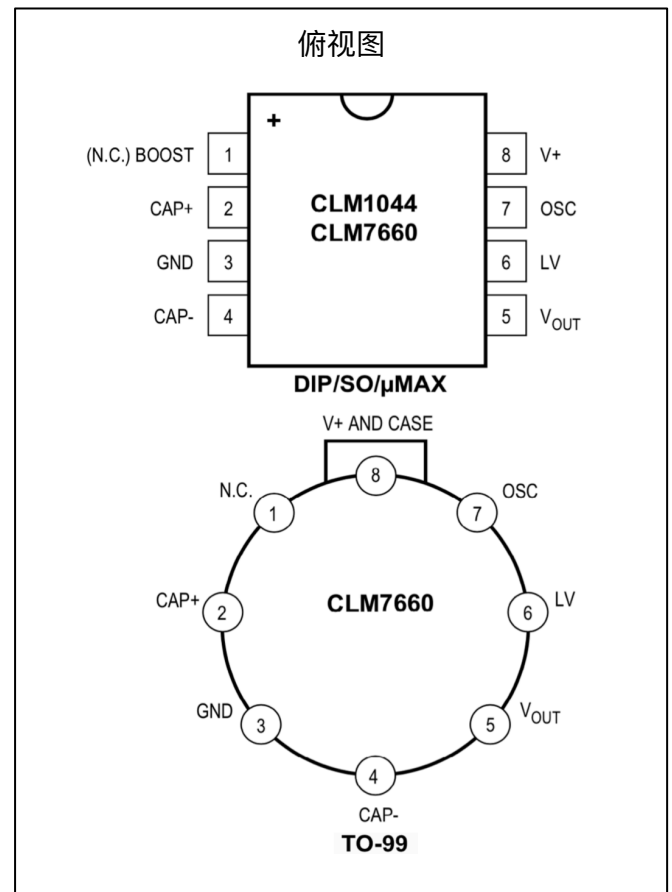 俯视图
(N.C.) BOOST 1
CAP+ 2
GND 3
CAP- 4
+
CLM1044
CLM7660
8 V+
7 OSC
6 LV
5 VOUT
DIP/SO/µMAX
V+ AND CASE
8
N.C. 1
7 OSC
CAP+ 2
CLM7660
6 LV
GND 3
5 VOUT
4
CAP-
TO-99